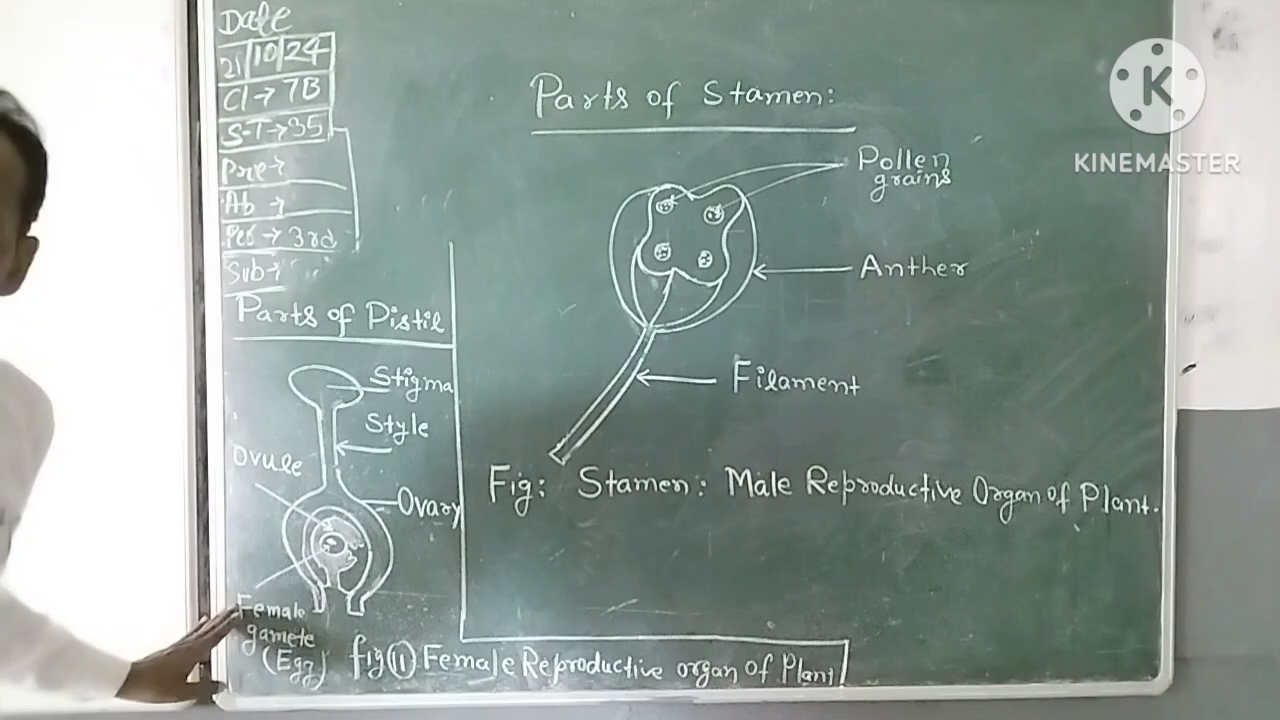 Date
21/10/24
Cl → 7B
S-T → 35
Pre →
Ab →
Per → 3rd
Sub →
Parts of Pistil
Stigma
Style
Ovule
Ovary
Female
gamete
(Egg)
fig (11) Female Reproductive organ of Plant
Parts of Stamen:
Pollen
grains
Anther
Filament
Fig: Stamen: Male Reproductive Organ of Plant.
K
KINEMASTER